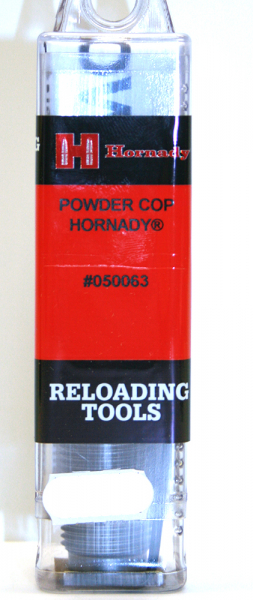 Hornady
POWDER COP
HORNADY®
#050063
RELOADING
TOOLS